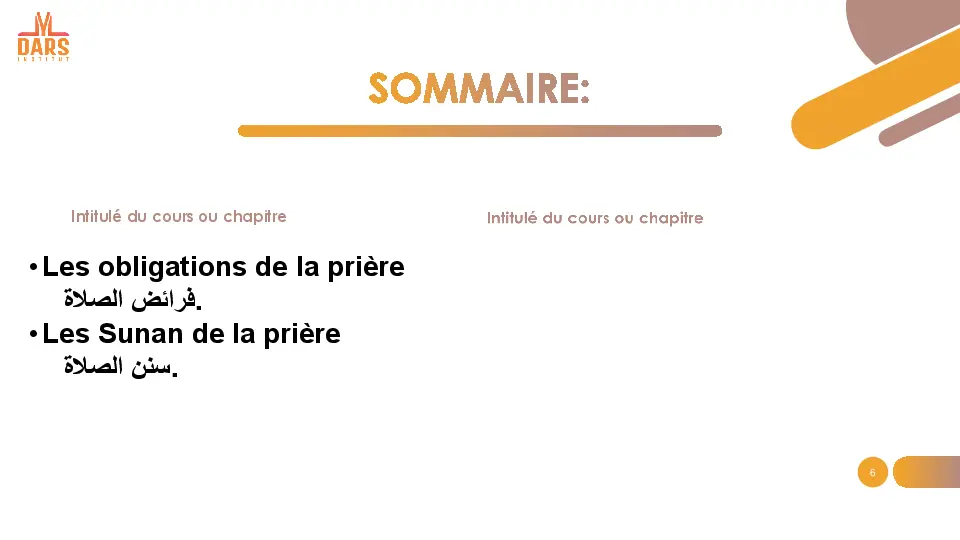 DARS
INSTITUT
SOMMAIRE:
Intitulé du cours ou chapitre
Intitulé du cours ou chapitre
• Les obligations de la prière
فرائض الصلاة.
• Les Sunan de la prière
سنن الصلاة.
6